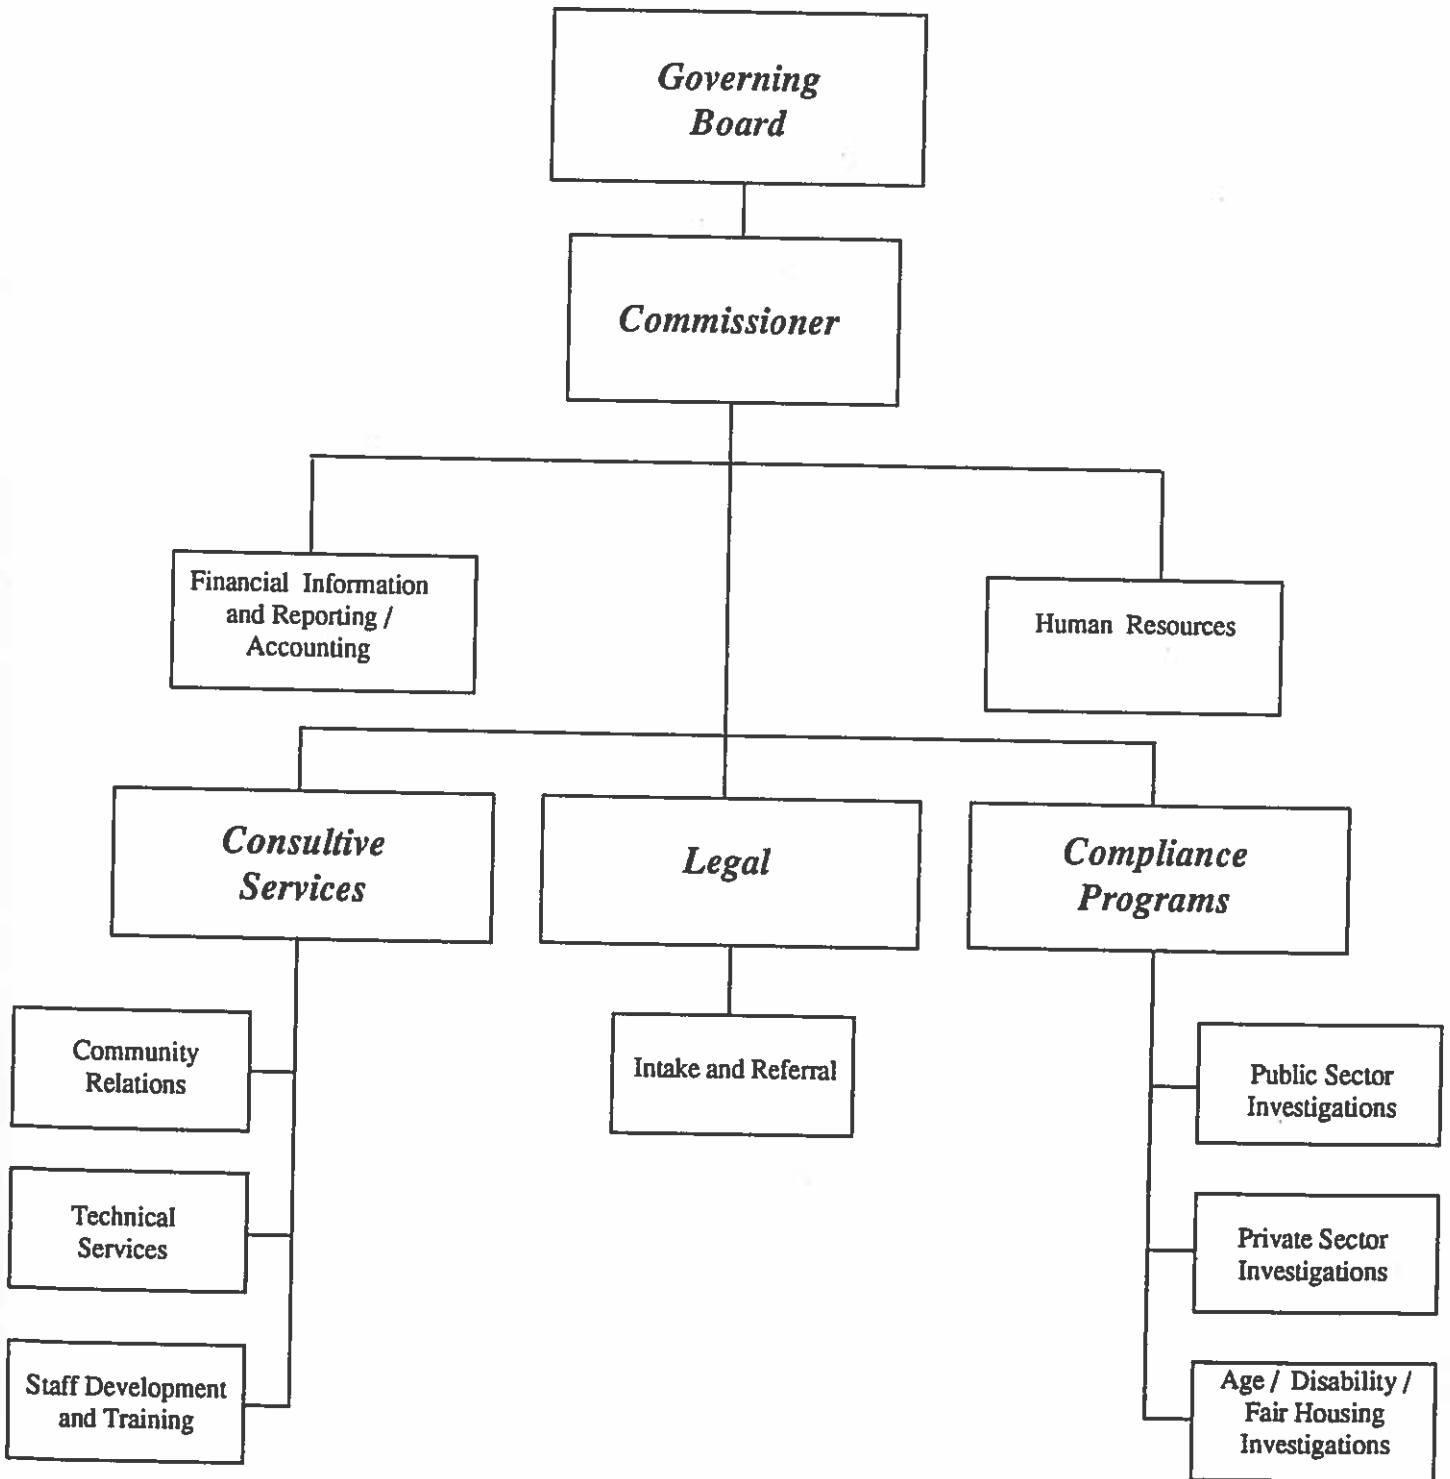 Governing
Board
Commissioner
Financial Information
and Reporting /
Accounting
Human Resources
Consultive
Services
Legal
Compliance
Programs
Community
Relations
Intake and Referral
Public Sector
Investigations
Technical
Services
Private Sector
Investigations
Staff Development
and Training
Age / Disability /
Fair Housing
Investigations